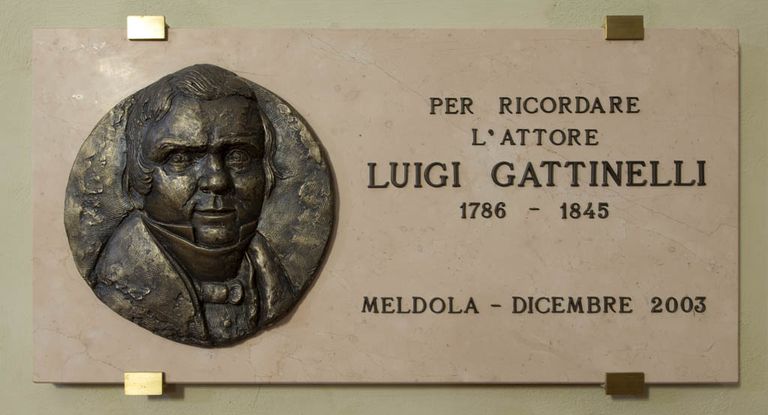 PER RICORDARE
L'ATTORE
LUIGI GATTINELLI
1786 - 1845
MELDOLA - DICEMBRE 2003